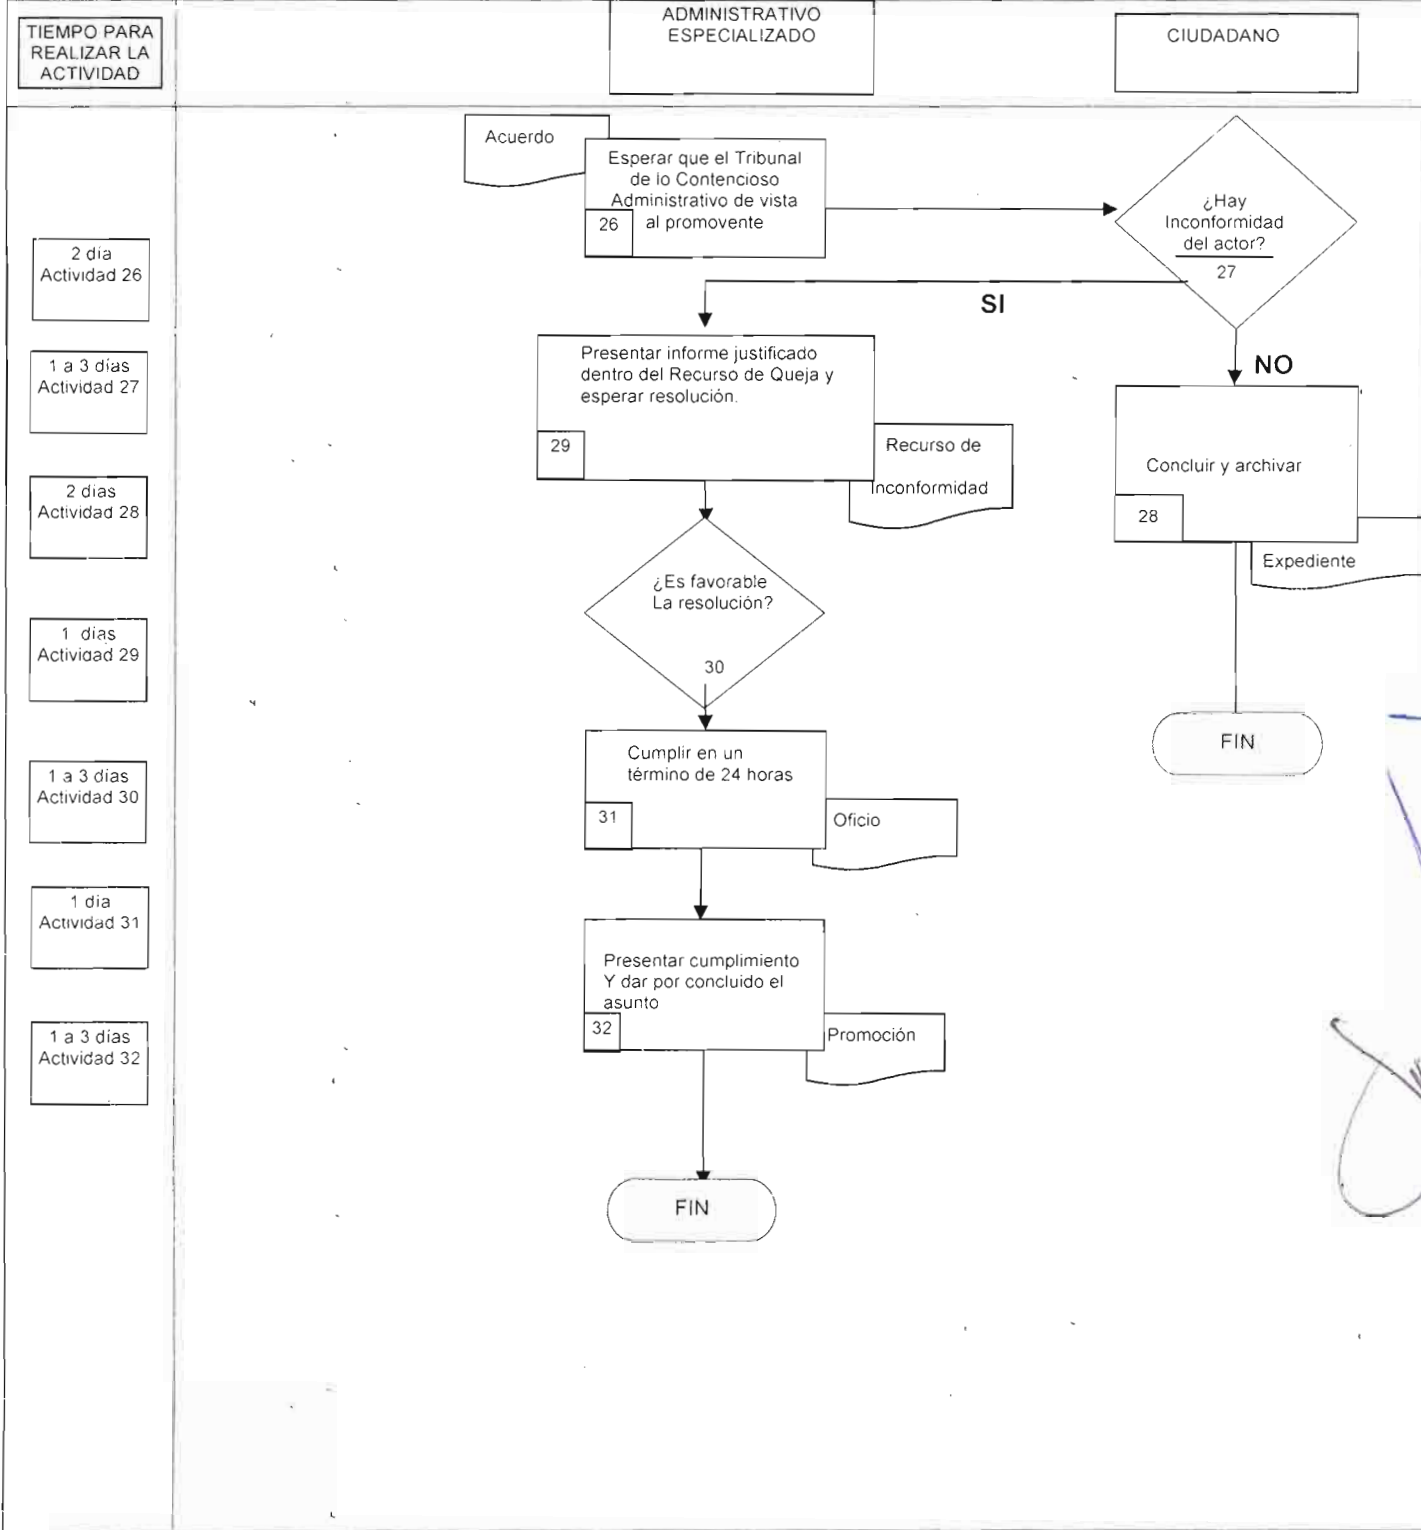 TIEMPO PARA
REALIZAR LA
ACTIVIDAD
ADMINISTRATIVO
ESPECIALIZADO
CIUDADANO
2 día
Actividad 26
1 a 3 días
Actividad 27
2 dias
Actividad 28
1 días
Actividad 29
1 a 3 días
Actividad 30
1 dia
Actividad 31
1 a 3 días
Actividad 32
Acuerdo
Esperar que el Tribunal
de lo Contencioso
Administrativo de vista
al promovente
26
¿Hay
Inconformidad
del actor?
27
SI
NO
Presentar informe justificado
dentro del Recurso de Queja y
esperar resolución.
29
Recurso de
Inconformidad
Concluir y archivar
28
Expediente
FIN
¿Es favorable
La resolución?
30
Cumplir en un
término de 24 horas
31
Oficio
Presentar cumplimiento
Y dar por concluido el
asunto
32
Promoción
FIN